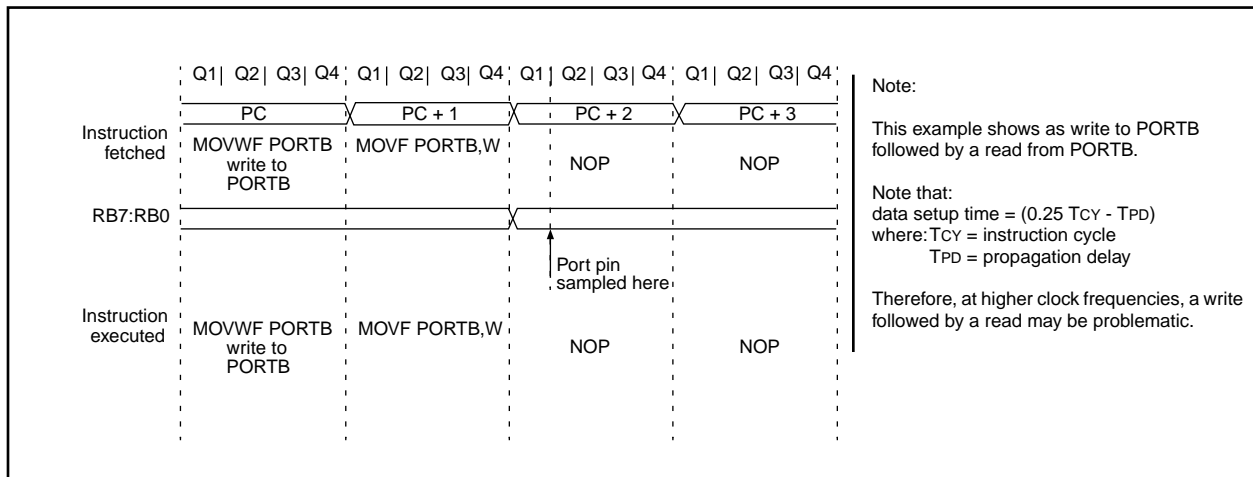 Q1| Q2| Q3| Q4 Q1| Q2| Q3| Q4 Q1| Q2| Q3| Q4 Q1| Q2| Q3| Q4
PC PC + 1 PC + 2 PC + 3
Instruction
fetched
MOVWF PORTB
write to
PORTB
MOVF PORTB,W
NOP
NOP
RB7:RB0
Port pin
sampled here
Instruction
executed
MOVWF PORTB
write to
PORTB
MOVF PORTB,W
NOP
NOP
Note:
This example shows as write to PORTB
followed by a read from PORTB.
Note that:
data setup time = (0.25 TCY - TPD)
where: TCY = instruction cycle
TPD = propagation delay
Therefore, at higher clock frequencies, a write
followed by a read may be problematic.